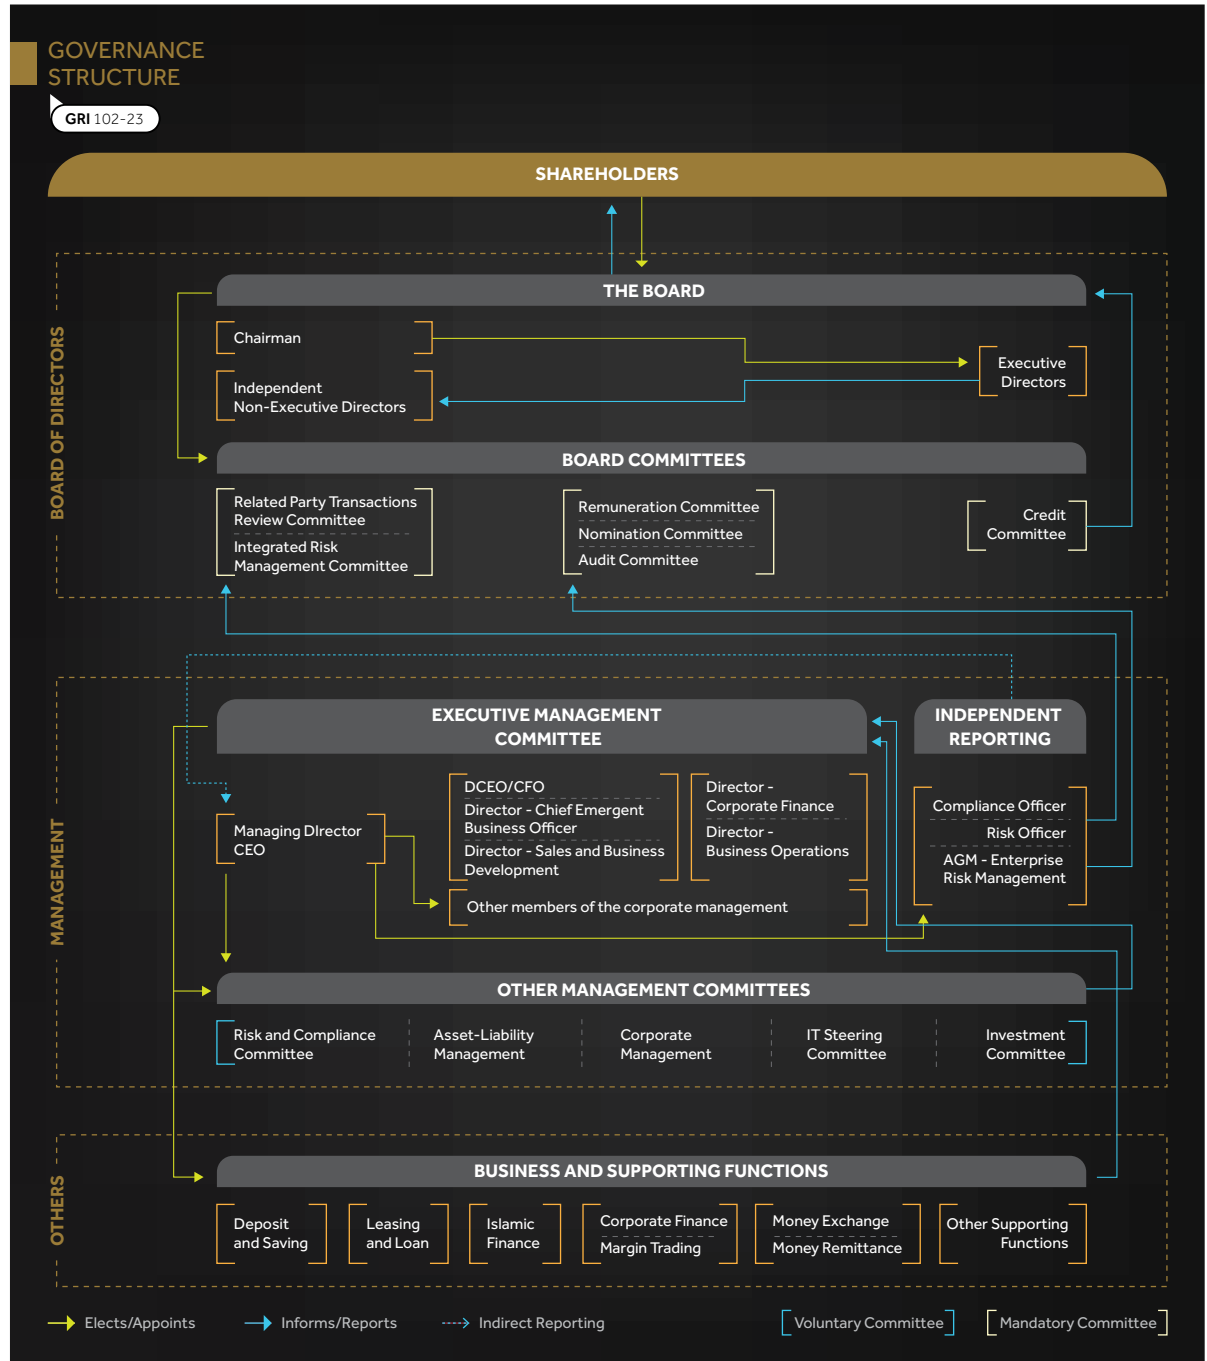 GOVERNANCE
STRUCTURE
GRI 102-23
SHAREHOLDERS
BOARD OF DIRECTORS
THE BOARD
Chairman
Independent
Non-Executive Directors
Executive
Directors
BOARD COMMITTEES
Related Party Transactions
Review Committee
Integrated Risk
Management Committee
Remuneration Committee
Nomination Committee
Audit Committee
Credit
Committee
MANAGEMENT
EXECUTIVE MANAGEMENT
COMMITTEE
INDEPENDENT
REPORTING
Managing DIrector
CEO
DCEO/CFO
Director - Chief Emergent
Business Officer
Director - Sales and Business
Development
Director -
Corporate Finance
Director -
Business Operations
Other members of the corporate management
Compliance Officer
Risk Officer
AGM - Enterprise
Risk Management
OTHER MANAGEMENT COMMITTEES
Risk and Compliance
Committee
Asset-Liability
Management
Corporate
Management
IT Steering
Committee
Investment
Committee
OTHERS
BUSINESS AND SUPPORTING FUNCTIONS
Deposit
and Saving
Leasing
and Loan
Islamic
Finance
Corporate Finance
Margin Trading
Money Exchange
Money Remittance
Other Supporting
Functions
Elects/Appoints
Informs/Reports
Indirect Reporting
Voluntary Committee
Mandatory Committee